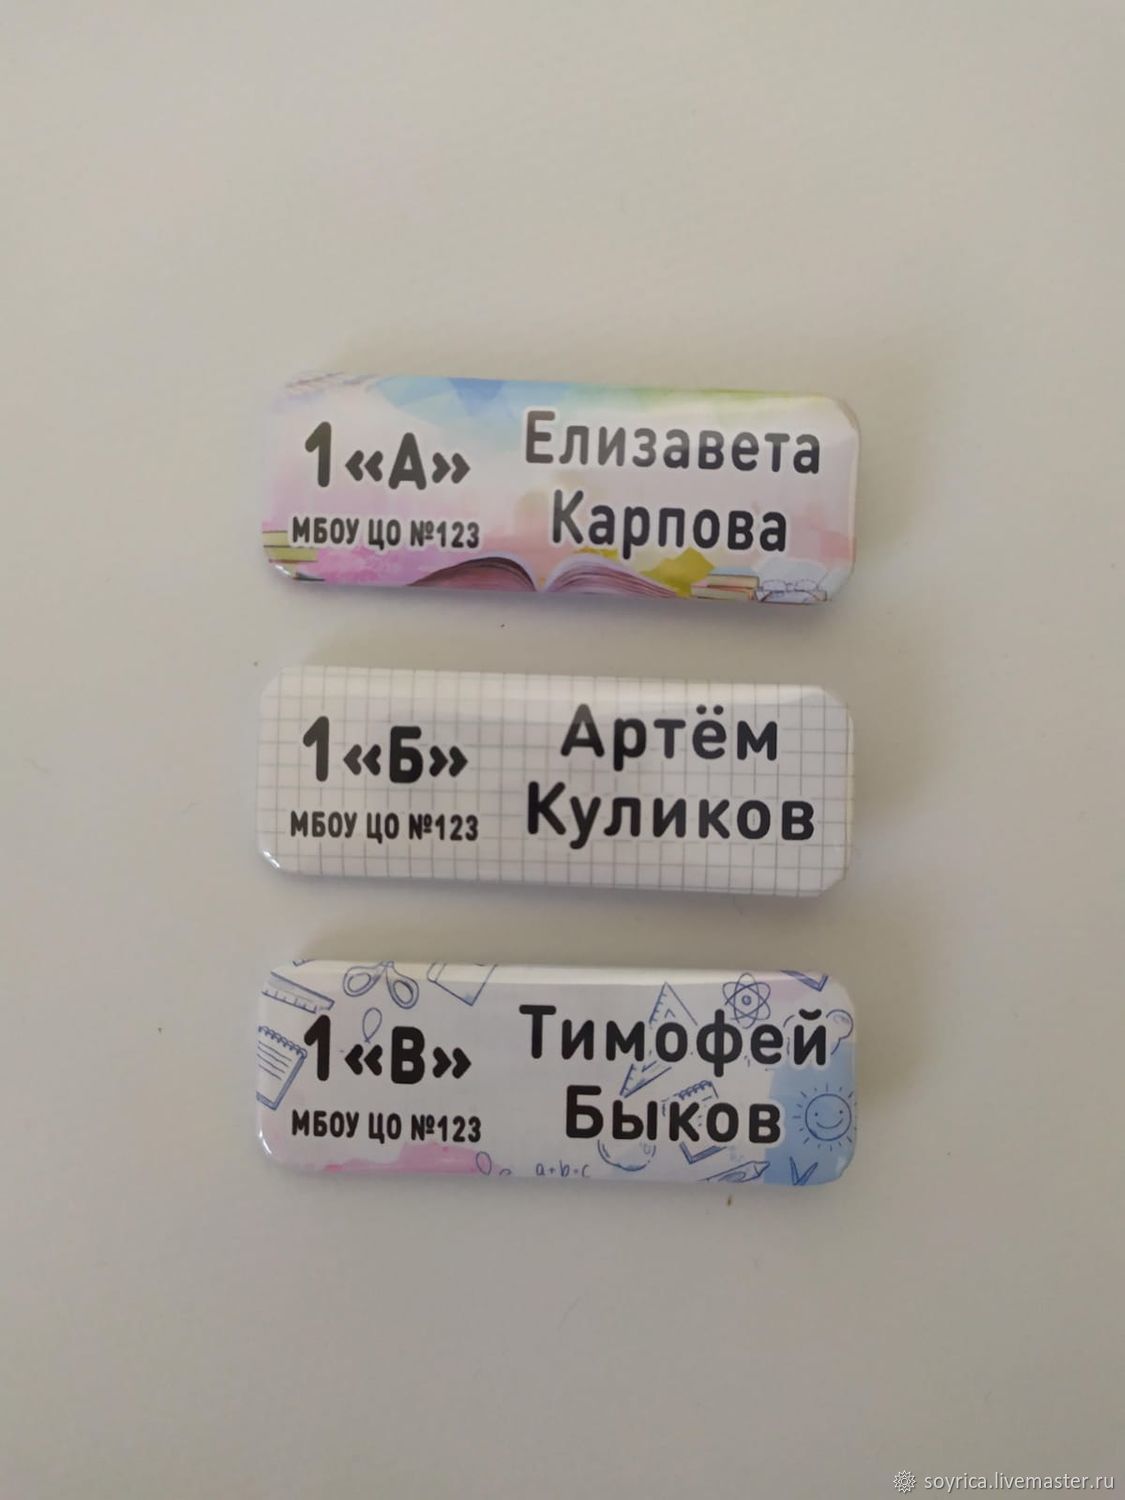 1«А»
МБОУ ЦО №123
Елизавета
Карпова
1«Б»
МБОУ ЦО №123
Артём
Куликов
1«В»
МБОУ ЦО №123
Тимофей
Быков
a+b=c
soyrica.livemaster.ru